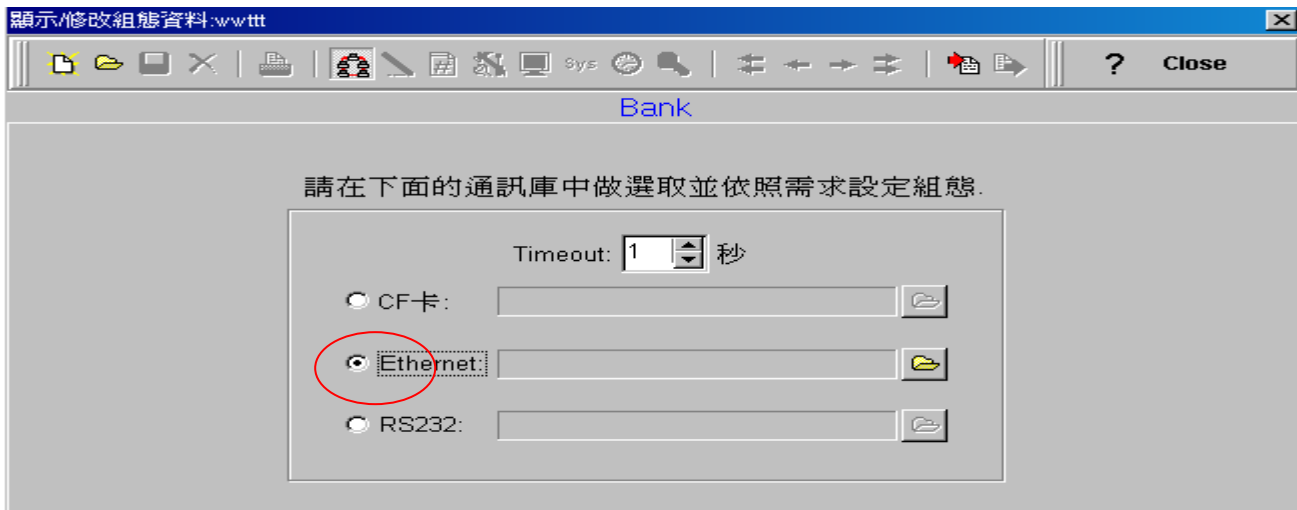 顯示/修改組態資料:wwttt
Sys ? Close
Bank
請在下面的通訊庫中做選取並依照需求設定組態.
Timeout: 1 秒
CF卡:
Ethernet:
RS232: